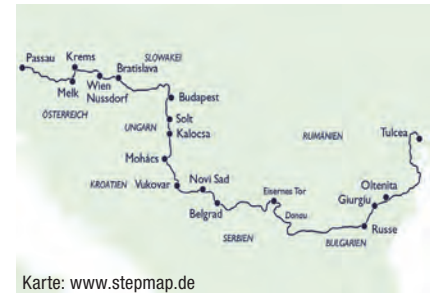 Passau
Krems
SLOWAKEI
Bratislava
Melk
Wien
Nussdorf
ÖSTERREICH
Budapest
UNGARN
Solt
Kalocsa
RUMÄNIEN
Tulcea
Mohács
KROATIEN
Vukovar
Novi Sad
Eisernes Tor
Oltenita
Giurgiu
Belgrad
Donau
Russe
SERBIEN
BULGARIEN
Karte: www.stepmap.de